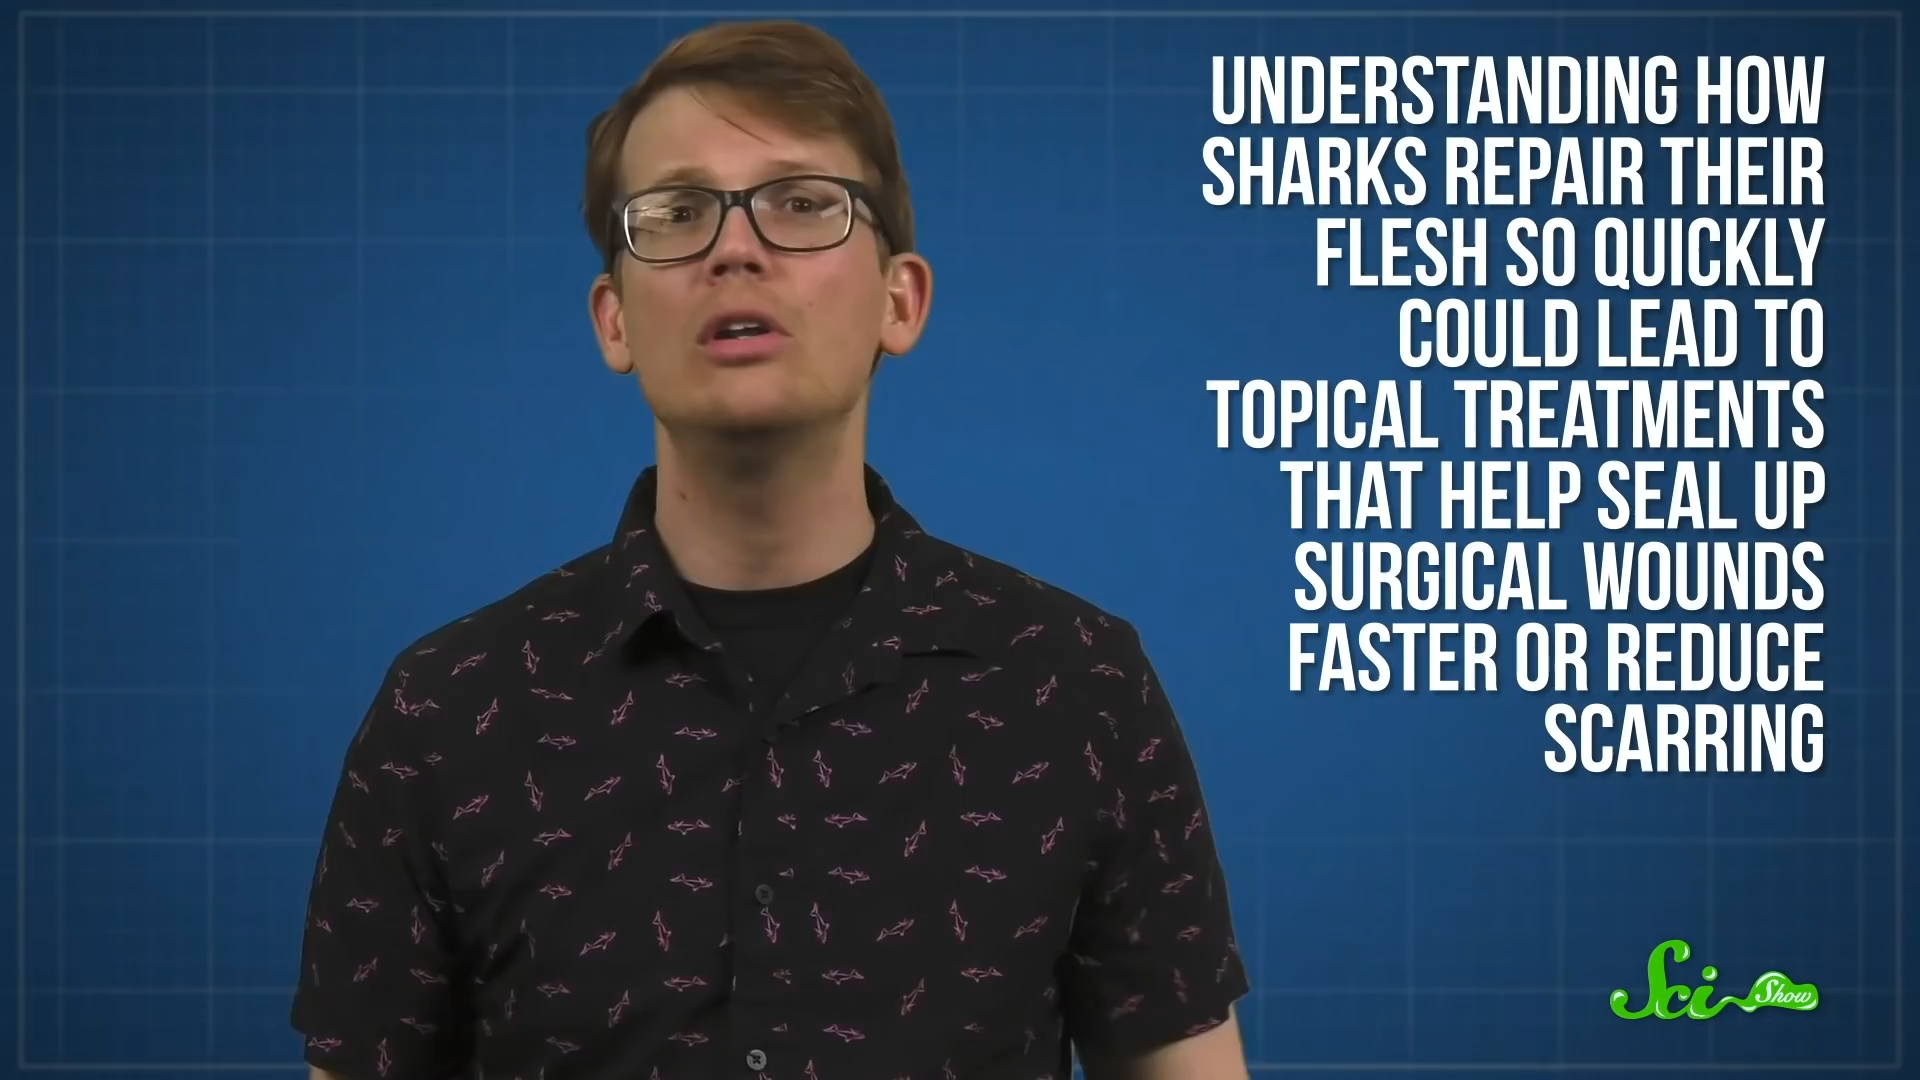 UNDERSTANDING HOW
SHARKS REPAIR THEIR
FLESH SO QUICKLY
COULD LEAD TO
TOPICAL TREATMENTS
THAT HELP SEAL UP
SURGICAL WOUNDS
FASTER OR REDUCE
SCARRING
Sci Show